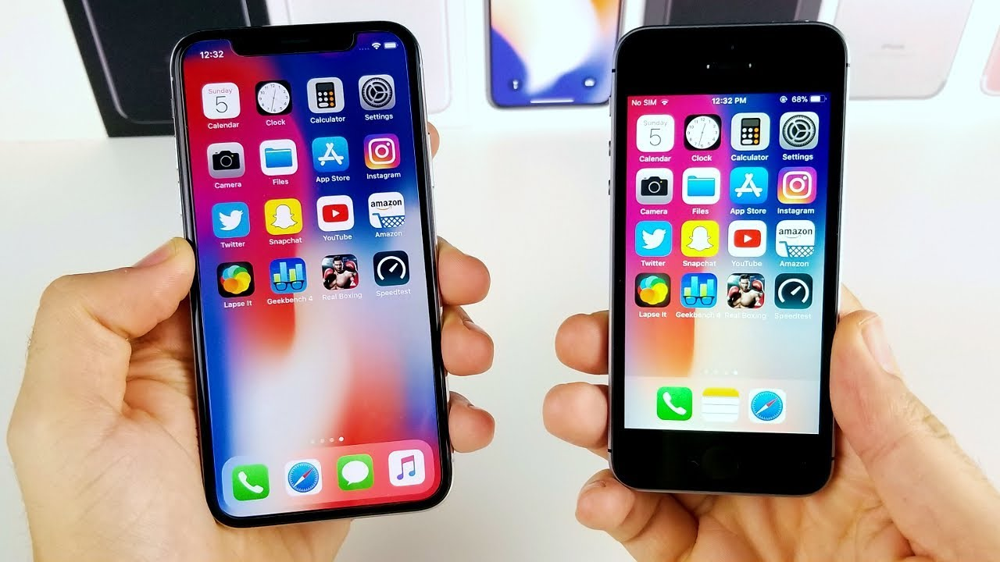 12:32
Sunday
5
Calendar Clock Calculator Settings
Camera Files App Store Instagram
amazon
Twitter Snapchat YouTube Amazon
Lapse It Geekbench 4 Real Boxing Speedtest
No SIM 12:32 PM 68%
Sunday
5
Calendar Clock Calculator Settings
Camera Files App Store Instagram
amazon
Twitter Snapchat YouTube Amazon
Lapse It Geekbench 4 Real Boxing Speedtest
iPhone